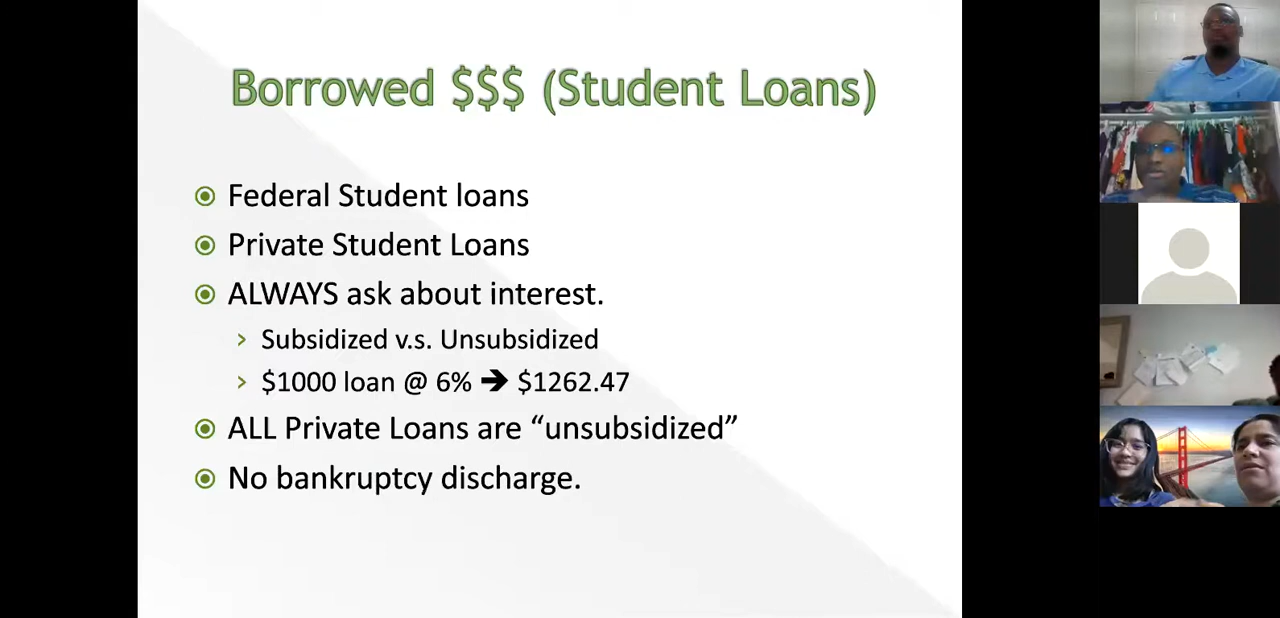 Borrowed $$$ (Student Loans)
Federal Student loans
Private Student Loans
ALWAYS ask about interest.
Subsidized v.s. Unsubsidized
$1000 loan @ 6% 🡪 $1262.47
ALL Private Loans are “unsubsidized”
No bankruptcy discharge.